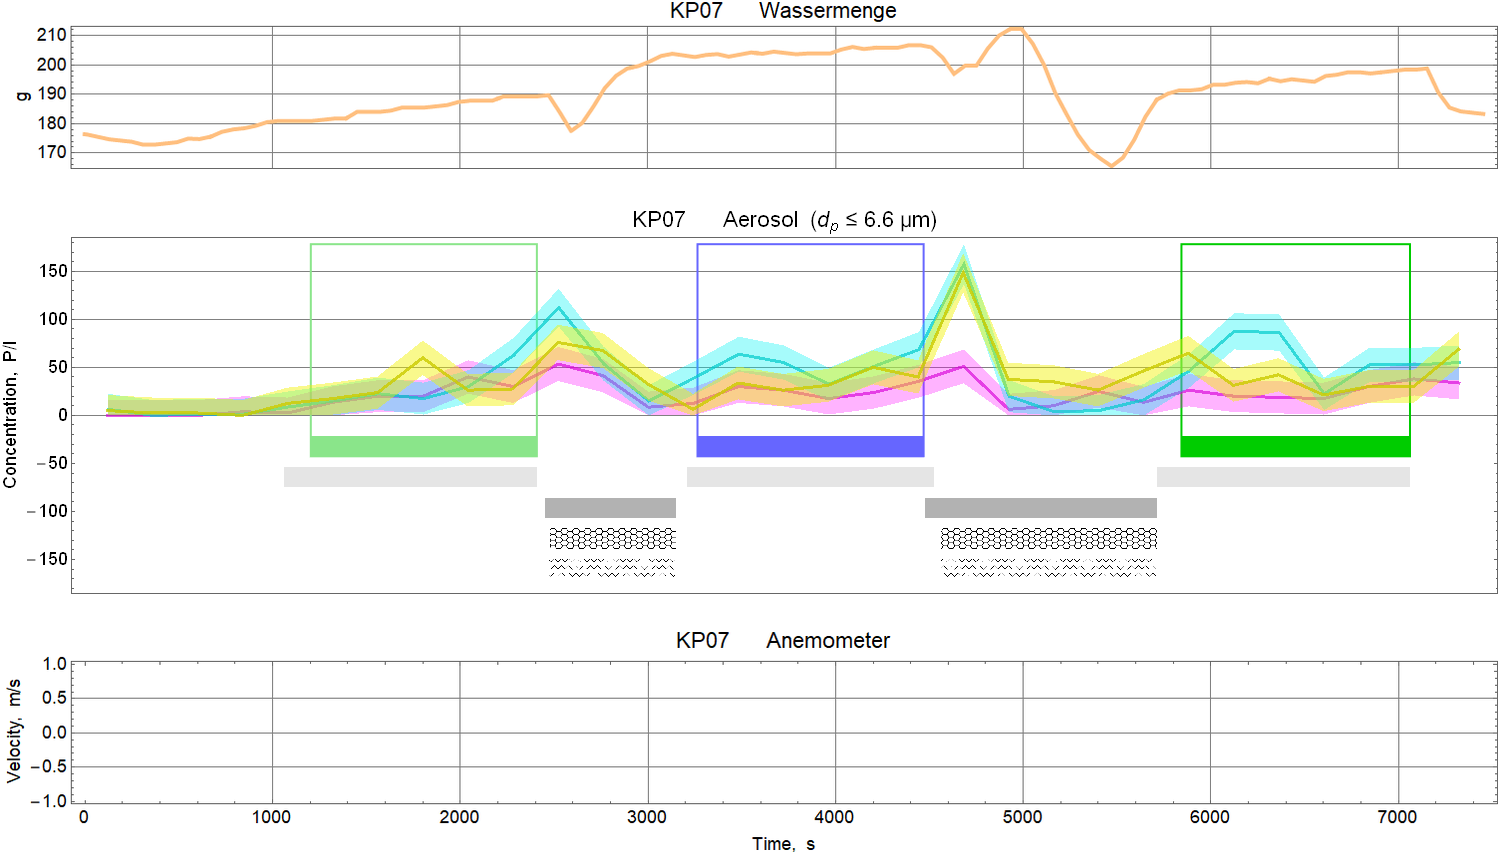 KP07 Wassermenge
210
200
190
180
170
g
KP07 Aerosol (dp ≤ 6.6 µm)
150
100
50
0
−50
−100
−150
Concentration, P/l
KP07 Anemometer
1.0
0.5
0.0
−0.5
−1.0
Velocity, m/s
0 1000 2000 3000 4000 5000 6000 7000
Time, s